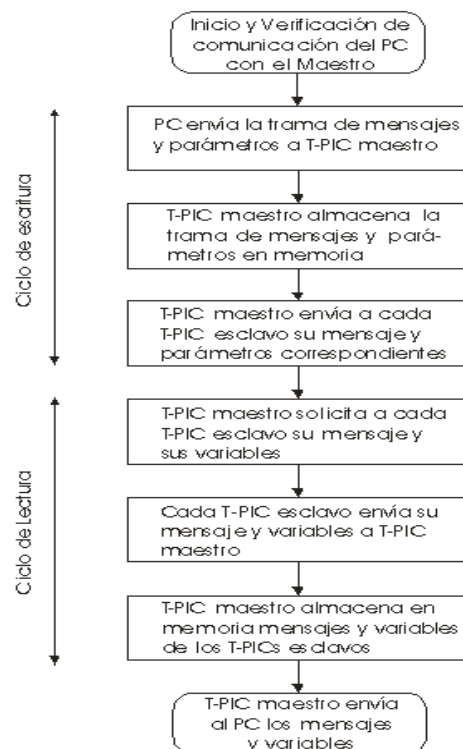 Inicio y Verificación
de comunicación del PC
con el Maestro
PC envía la trama de mensajes
y parámetros a T-PIC maestro
T-PIC maestro almacena la
trama de mensajes y pará-
metros en memoria
T-PIC maestro envía a cada
T-PIC esclavo su mensaje y
parámetros correspondientes
Ciclo de esaritura
T-PIC maestro solicita a cada
T-PIC esclavo su mensaje y
sus variables
Cada T-PIC esclavo envía su
mensaje y variables a T-PIC
maestro
T-PIC maestro almacena en
memoria mensajes y variables
de los T-PICs esclavos
Ciclo de Lectura
T-PIC maestro envía
al PC los mensajes
y variables